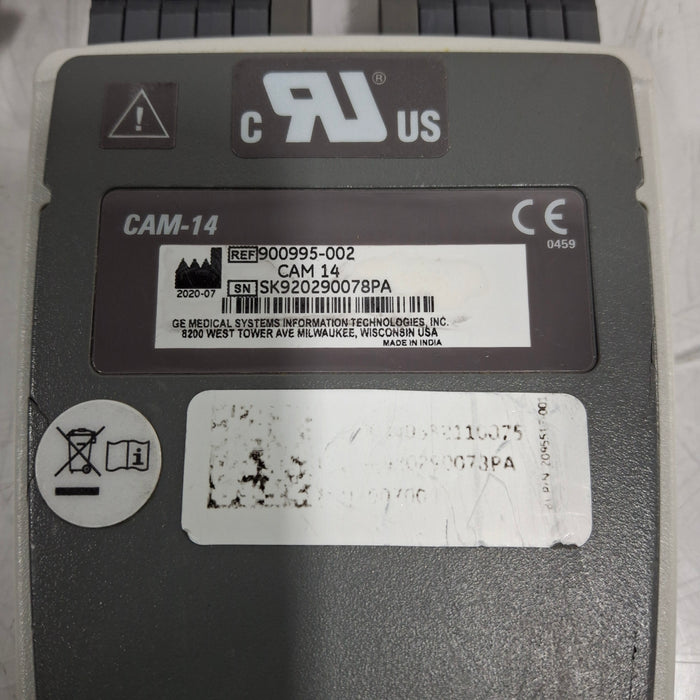 C RU ® US
CAM-14
CE
0459
REF 900995-002
CAM 14
2020-07
SN SK920290078PA
GE MEDICAL SYSTEMS INFORMATION TECHNOLOGIES, INC.
8200 WEST TOWER AVE MILWAUKEE, WISCONSIN USA
MADE IN INDIA